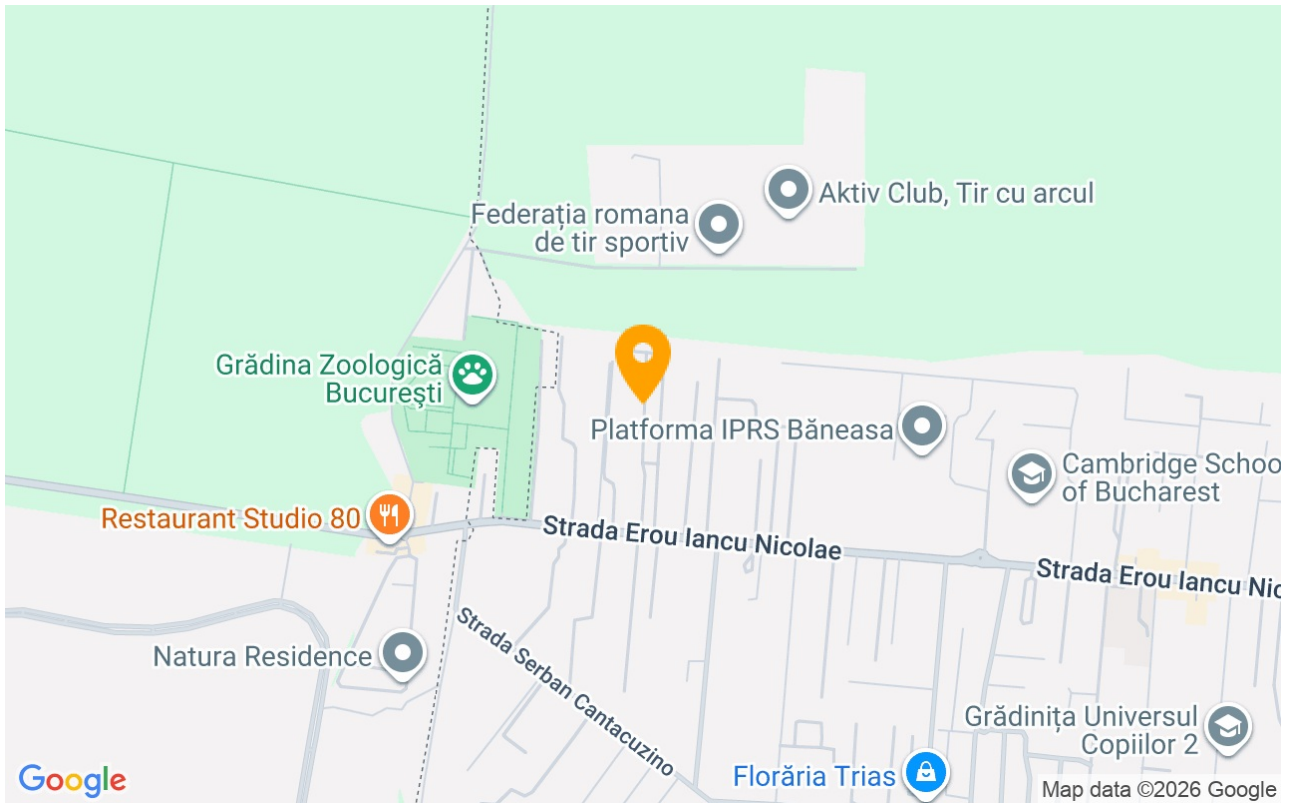 Aktiv Club, Tir cu arcul
Federația romana
de tir sportiv
Grădina Zoologică
Bucureşti
Platforma IPRS Băneasa
Cambridge Schoo
of Bucharest
Restaurant Studio 80
Strada Erou Iancu Nicolae
Strada Erou Iancu Nic
Strada Serban Cantacuzino
Natura Residence
Grădinița Universul
Copiilor 2
Florăria Trias
Google
Map data ©2026 Google